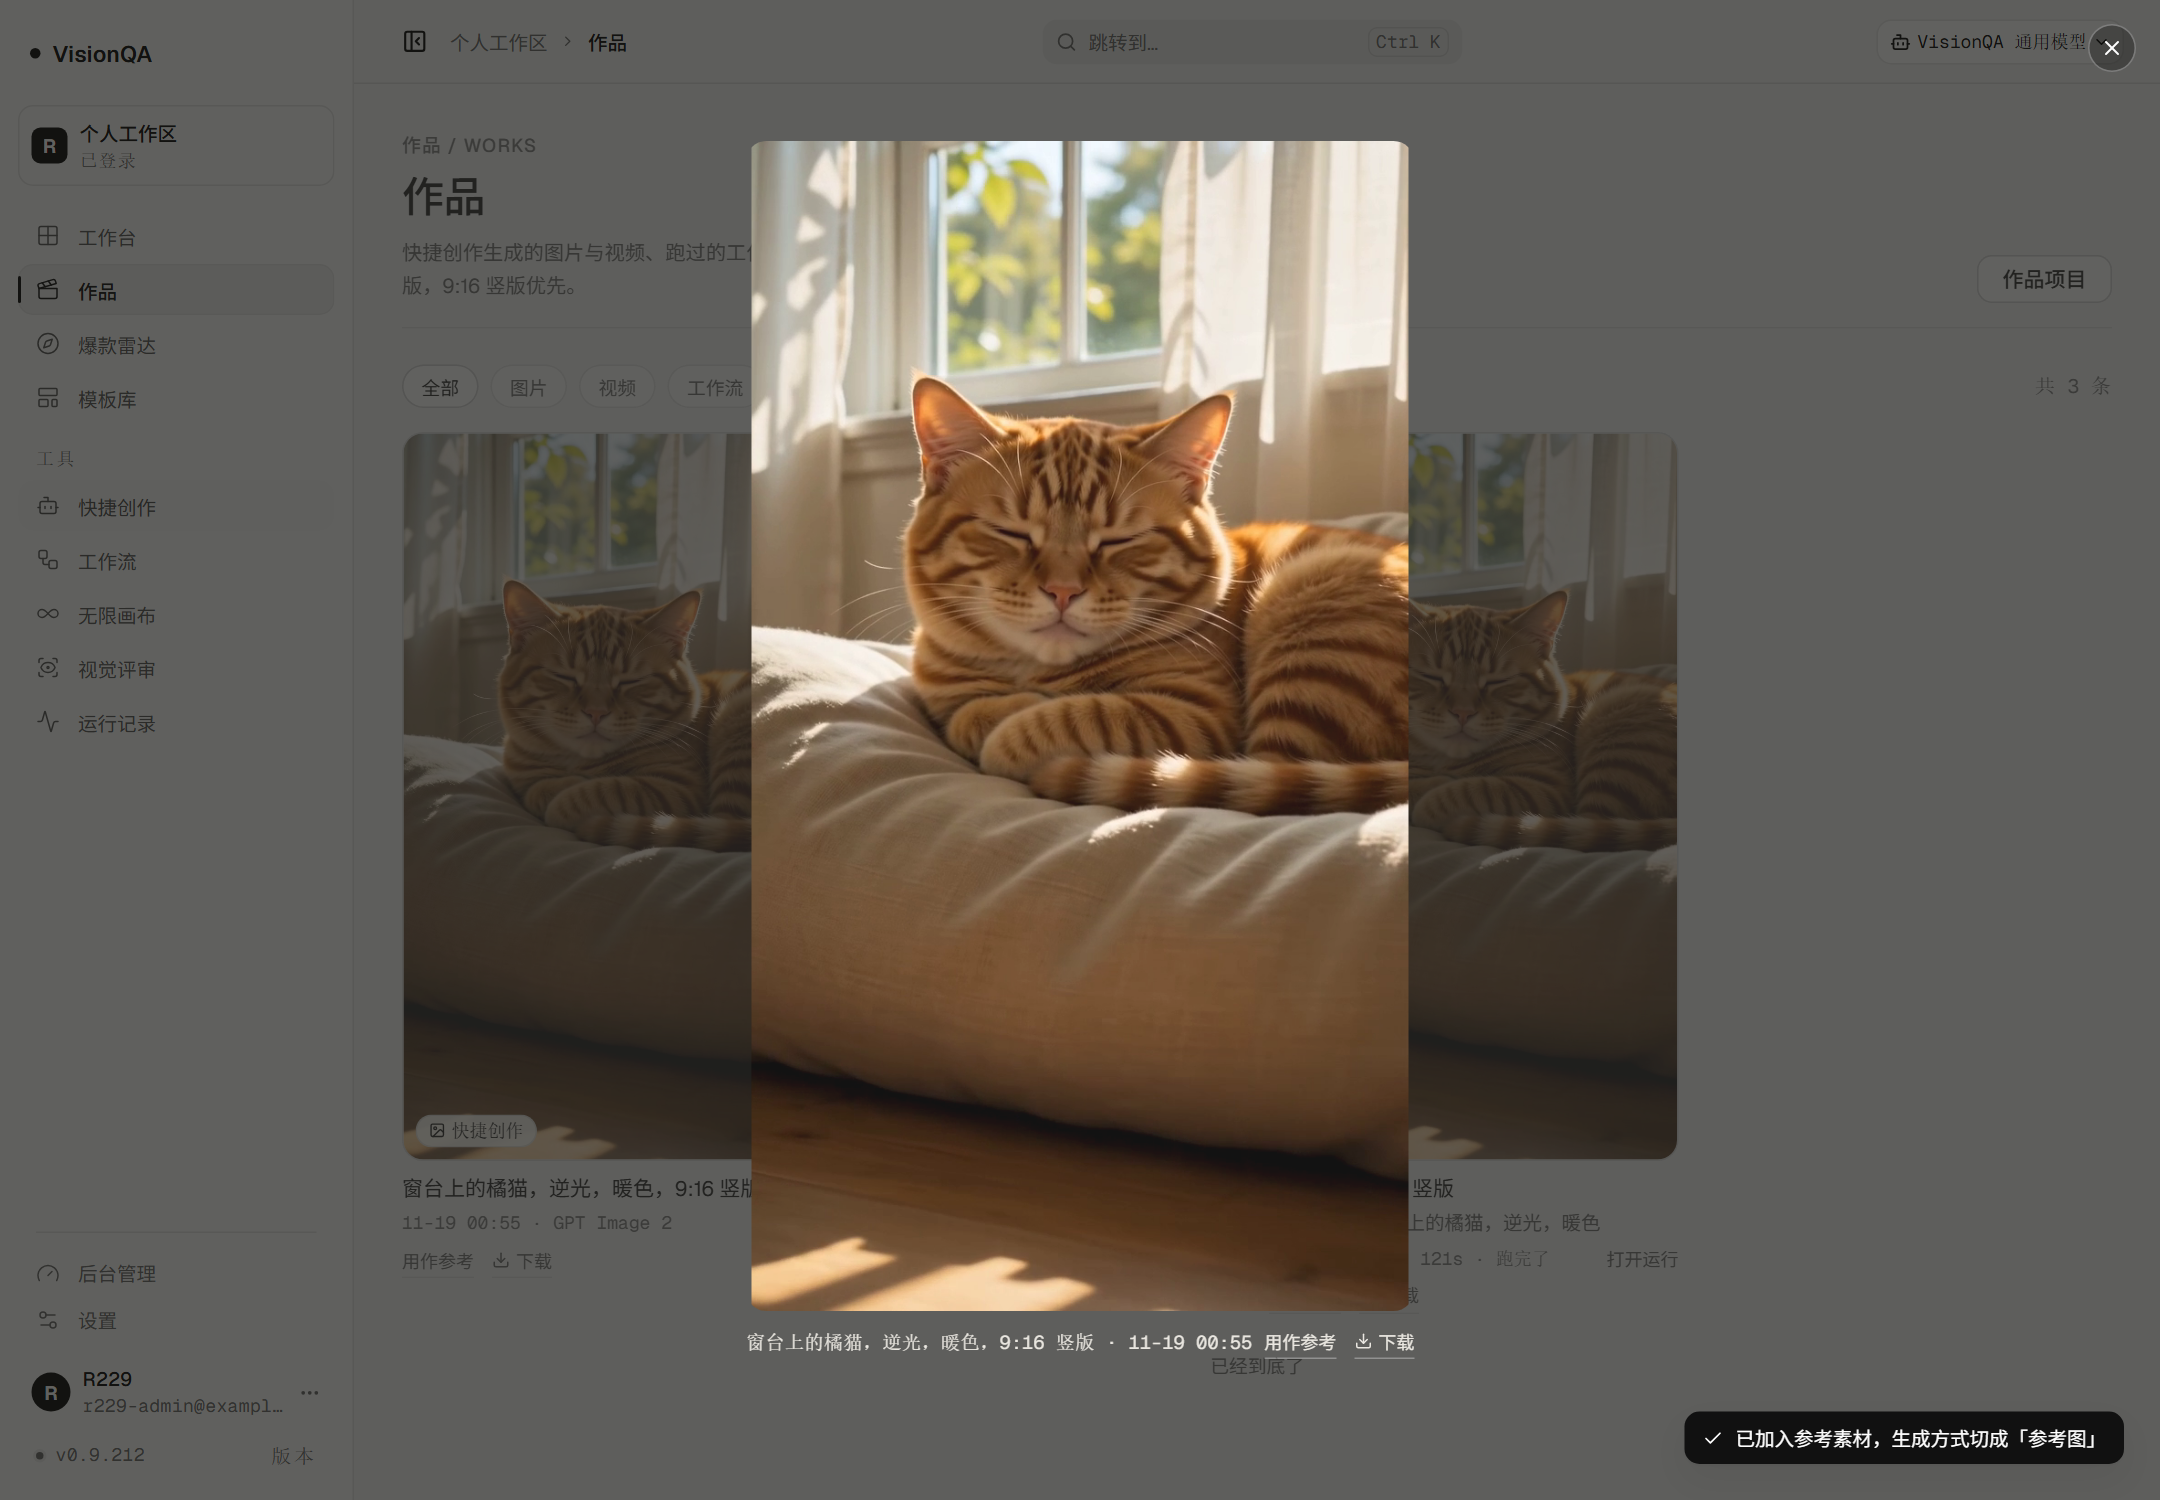 VisionQA
R
个人工作区
已登录
工作台
作品
爆款雷达
模板库
工具
快捷创作
工作流
无限画布
视觉评审
运行记录
后台管理
设置
R
R229
r229-admin@exampl…
v0.9.212
版本
个人工作区
作品
跳转到…
Ctrl K
VisionQA 通用模型
作品 / WORKS
作品
快捷创作生成的图片与视频、跑过的工
版，9:16 竖版优先。
作品项目
全部
图片
视频
工作流
共 3 条
快捷创作
窗台上的橘猫，逆光，暖色，9:16 竖
11-19 00:55 · GPT Image 2
用作参考
下载
竖版
上的橘猫，逆光，暖色
121s · 跑完了
打开运行
载
窗台上的橘猫，逆光，暖色，9:16 竖版 · 11-19 00:55 用作参考 下载
已经到底了
已加入参考素材，生成方式切成「参考图」